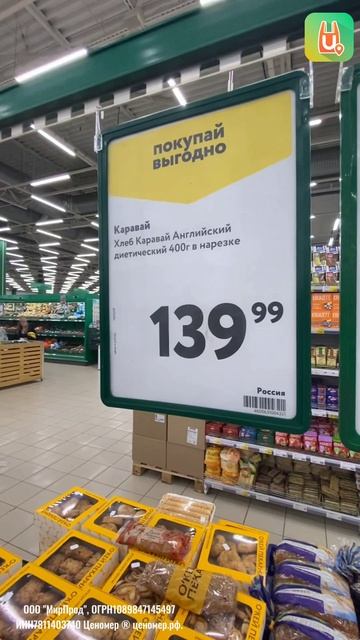 покупай
выгодно
Каравай
Хлеб Каравай Английский
диетический 400г в нарезке
139 99
Россия
ООО "МирПрод", ОГРН1089847145497
ИНН7811403740 Ценомер ® ценомер.рф.